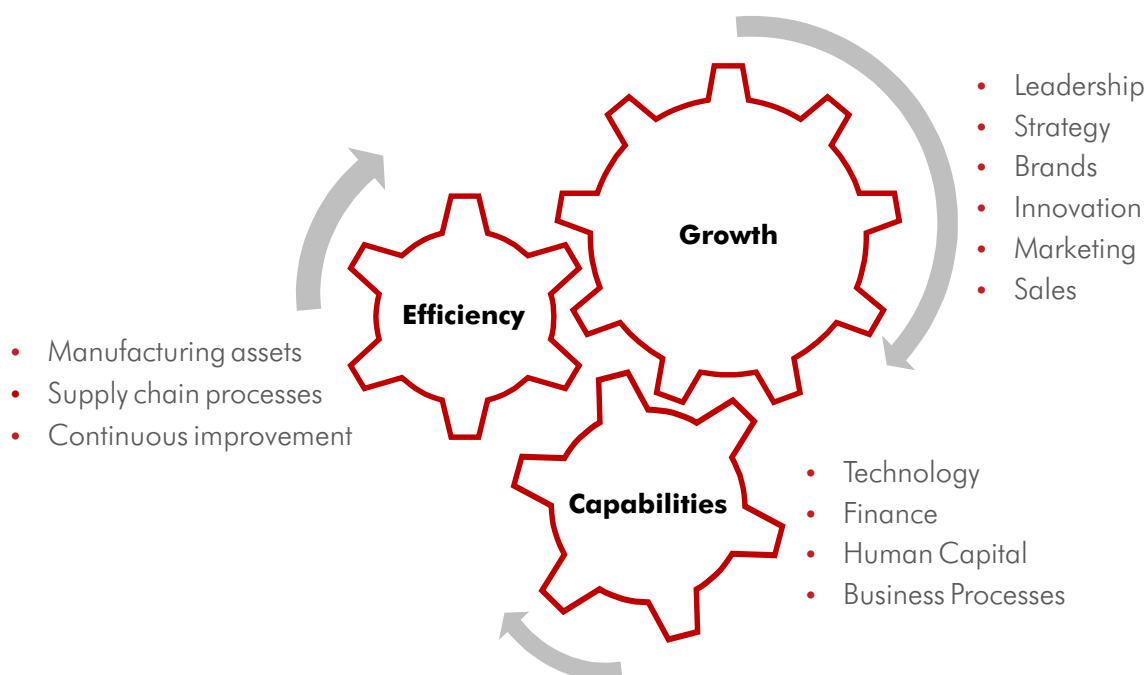 Growth
• Leadership
• Strategy
• Brands
• Innovation
• Marketing
• Sales
Efficiency
• Manufacturing assets
• Supply chain processes
• Continuous improvement
Capabilities
• Technology
• Finance
• Human Capital
• Business Processes